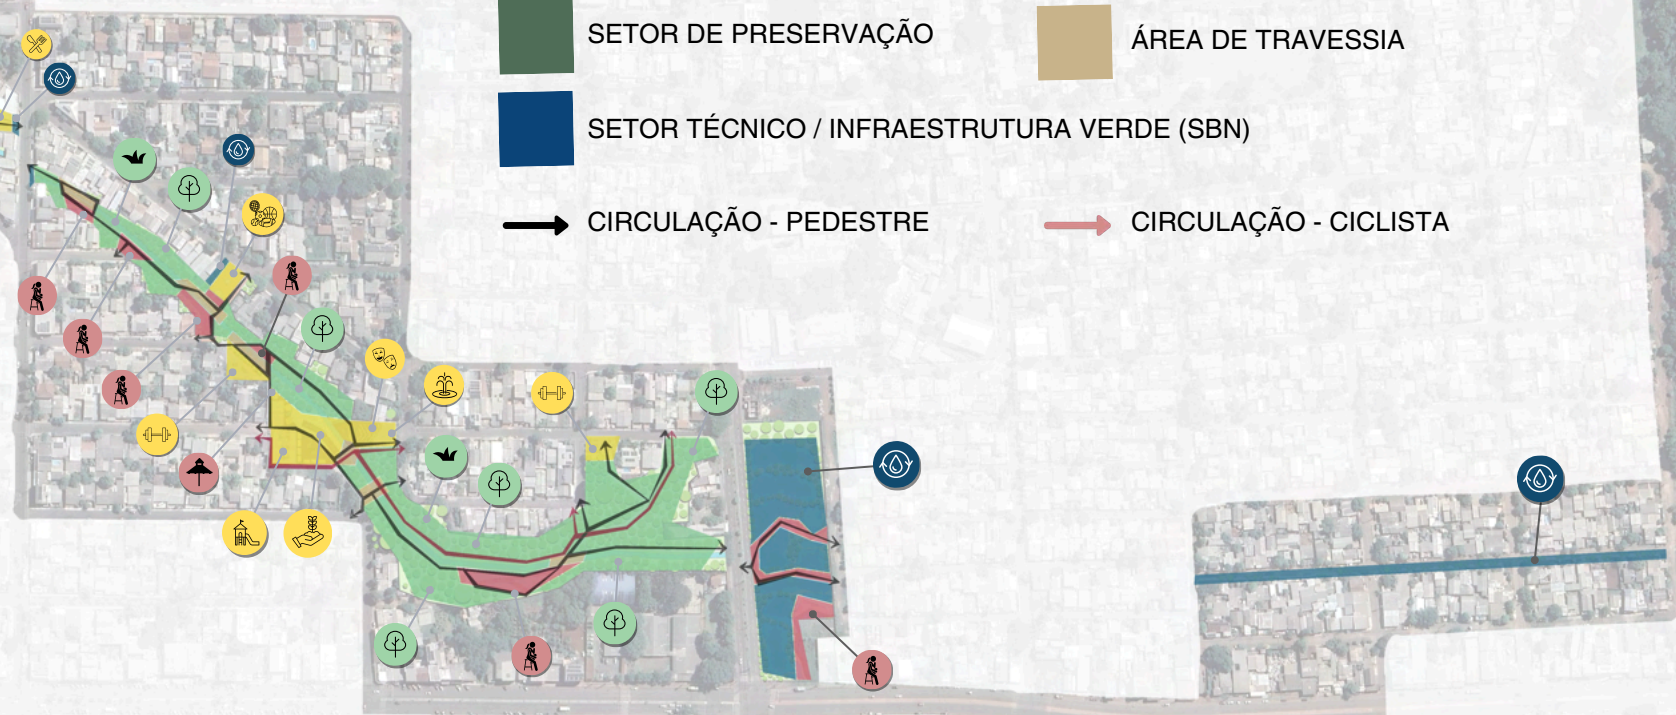 SETOR DE PRESERVAÇÃO
ÁREA DE TRAVESSIA
SETOR TÉCNICO / INFRAESTRUTURA VERDE (SBN)
CIRCULAÇÃO - PEDESTRE
CIRCULAÇÃO - CICLISTA